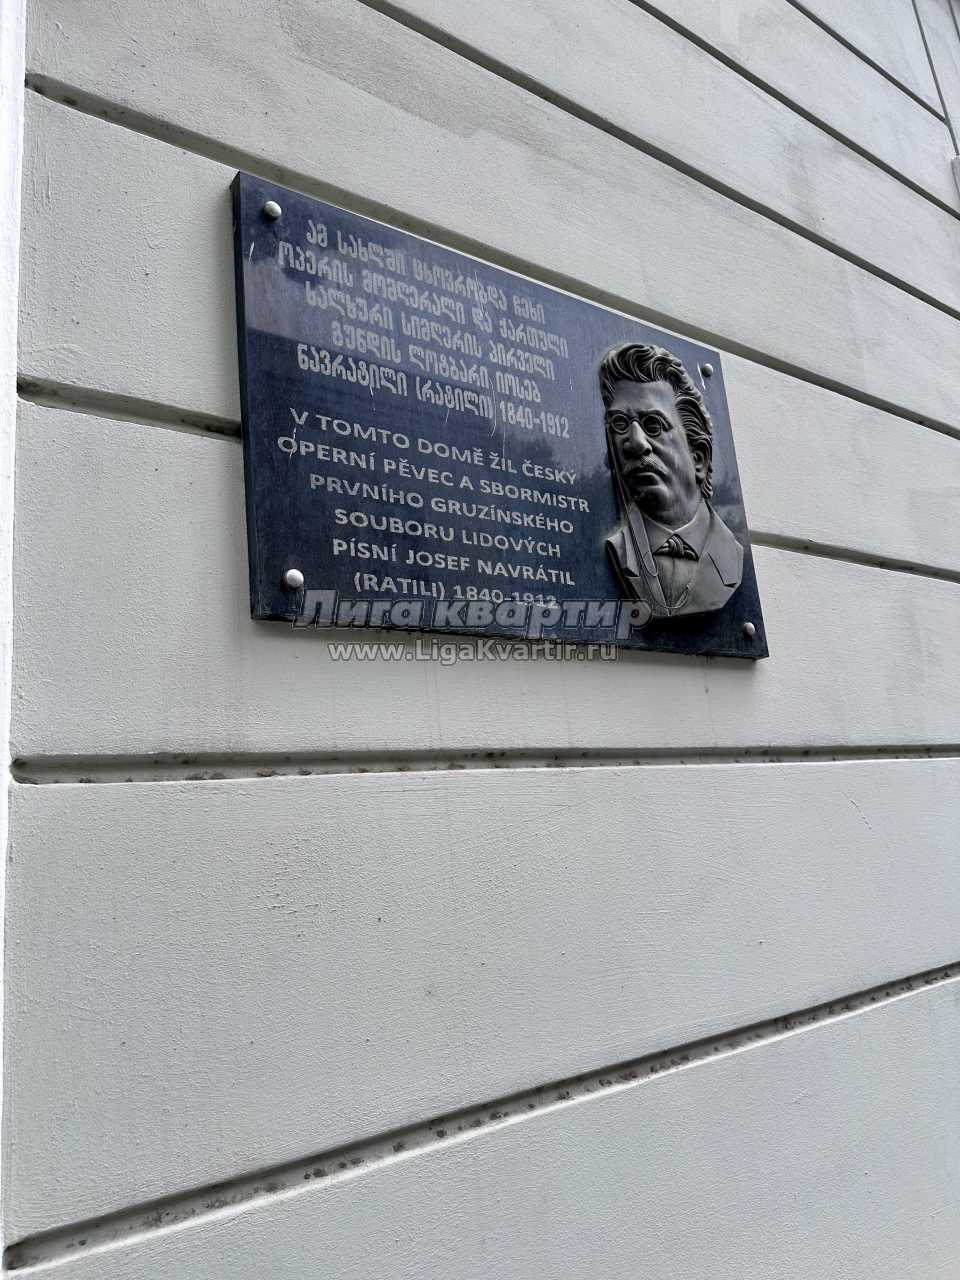 ამ სახლში ცხოვრობდა ჩეხი
ოპერის მომღერალი და ქართული
ხალხური სიმღერის პირველი
გუნდის ლოტბარი იოსებ
ნავრატილი (რატილი) 1840-1912
V TOMTO DOMĚ ŽIL ČESKÝ
OPERNÍ PĚVEC A SBORMISTR
PRVNÍHO GRUZÍNSKÉHO
SOUBORU LIDOVÝCH
PÍSNÍ JOSEF NAVRÁTIL
(RATILI) 1840-1912
Лига квартир
www.LigaKvartir.ru